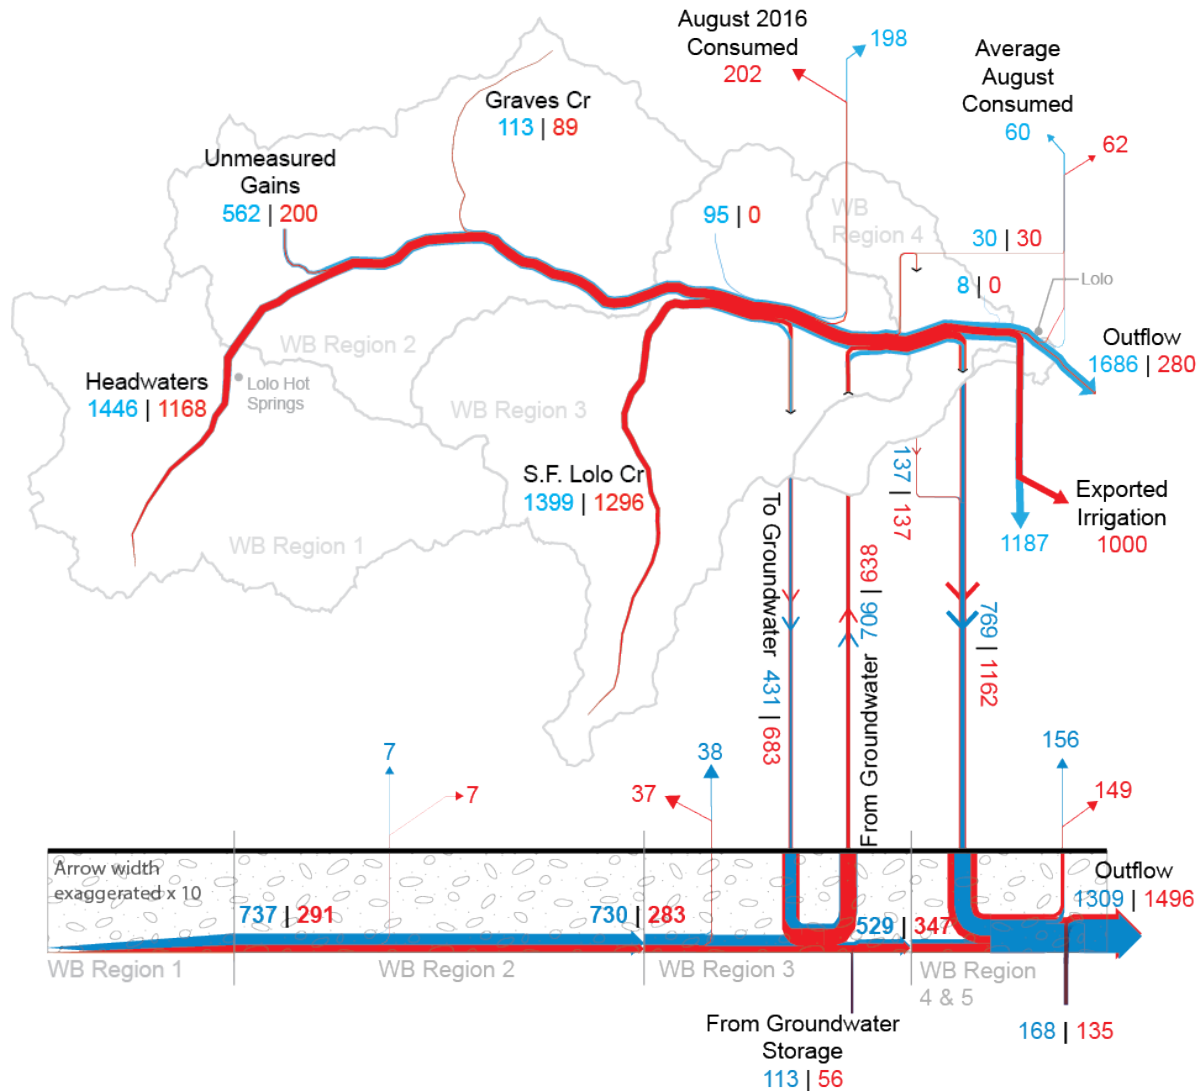 August 2016
Consumed
202
198
Average
August
Consumed
60
62
Graves Cr
113 | 89
Unmeasured
Gains
562 | 200
95 | 0
WB
Region 4
30 | 30
8 | 0
Lolo
Outflow
1686 | 280
WB Region 2
Headwaters
1446 | 1168
Lolo Hot
Springs
WB Region 3
S.F. Lolo Cr
1399 | 1296
WB Region 1
137 | 137
Exported
Irrigation
1000
1187
To Groundwater 431 | 683
From Groundwater 706 | 638
769 | 1162
7
7
38
37
156
149
Arrow width
exaggerated x 10
Outflow
1309 | 1496
737 | 291
730 | 283
529 | 347
WB Region 1
WB Region 2
WB Region 3
WB Region
4 & 5
From Groundwater
Storage
113 | 56
168 | 135